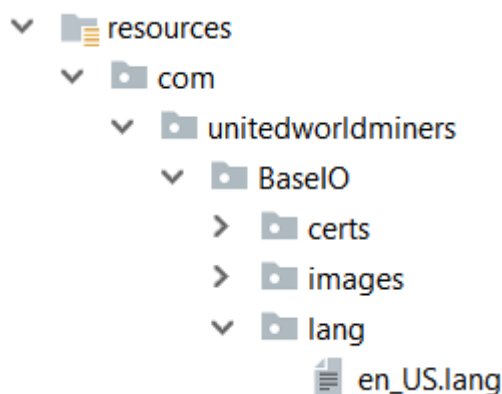 resources
com
unitedworldminers
BaseIO
certs
images
lang
en_US.lang